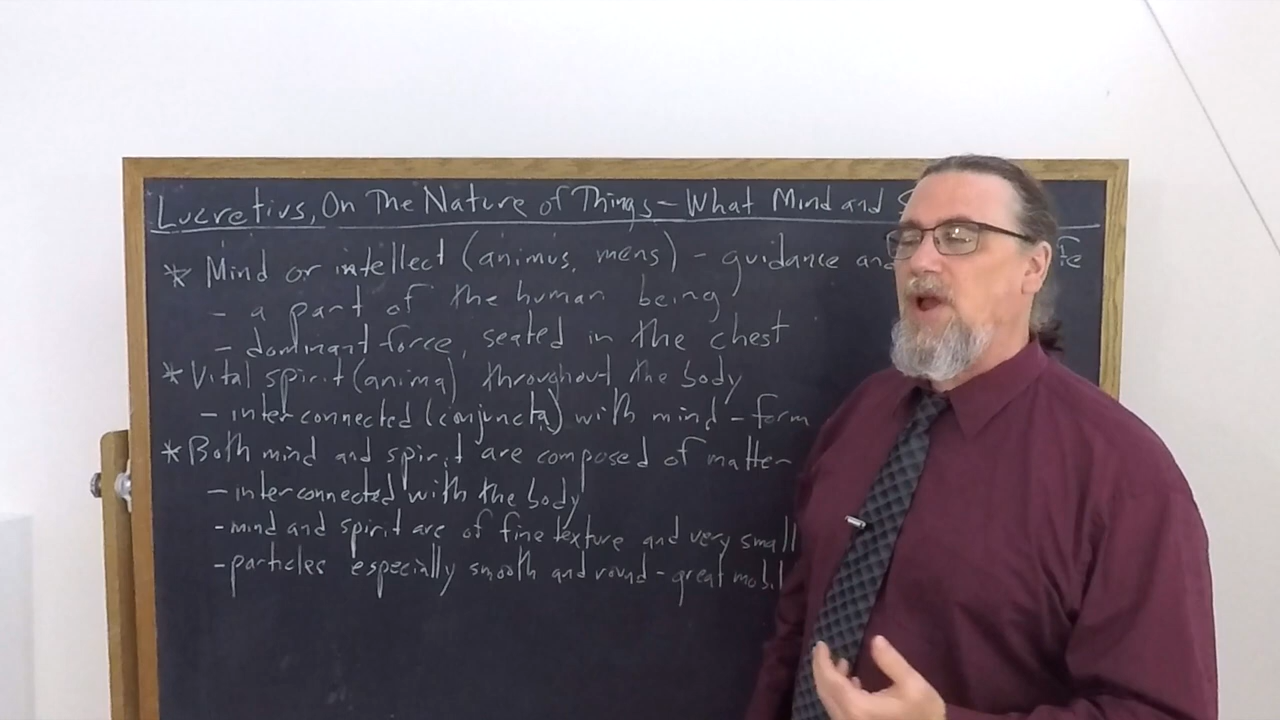 Lucretius, On The Nature of Things - What Mind and
* Mind or intellect (animus, mens) - guidance and
- a part of the human being
- dominant force, seated in the chest
* Vital spirit (anima) throughout the body
- interconnected (conjuncta) with mind - form
* Both mind and spirit are composed of matter
- interconnected with the body
- mind and spirit are of fine texture and very small
- particles especially smooth and round - great